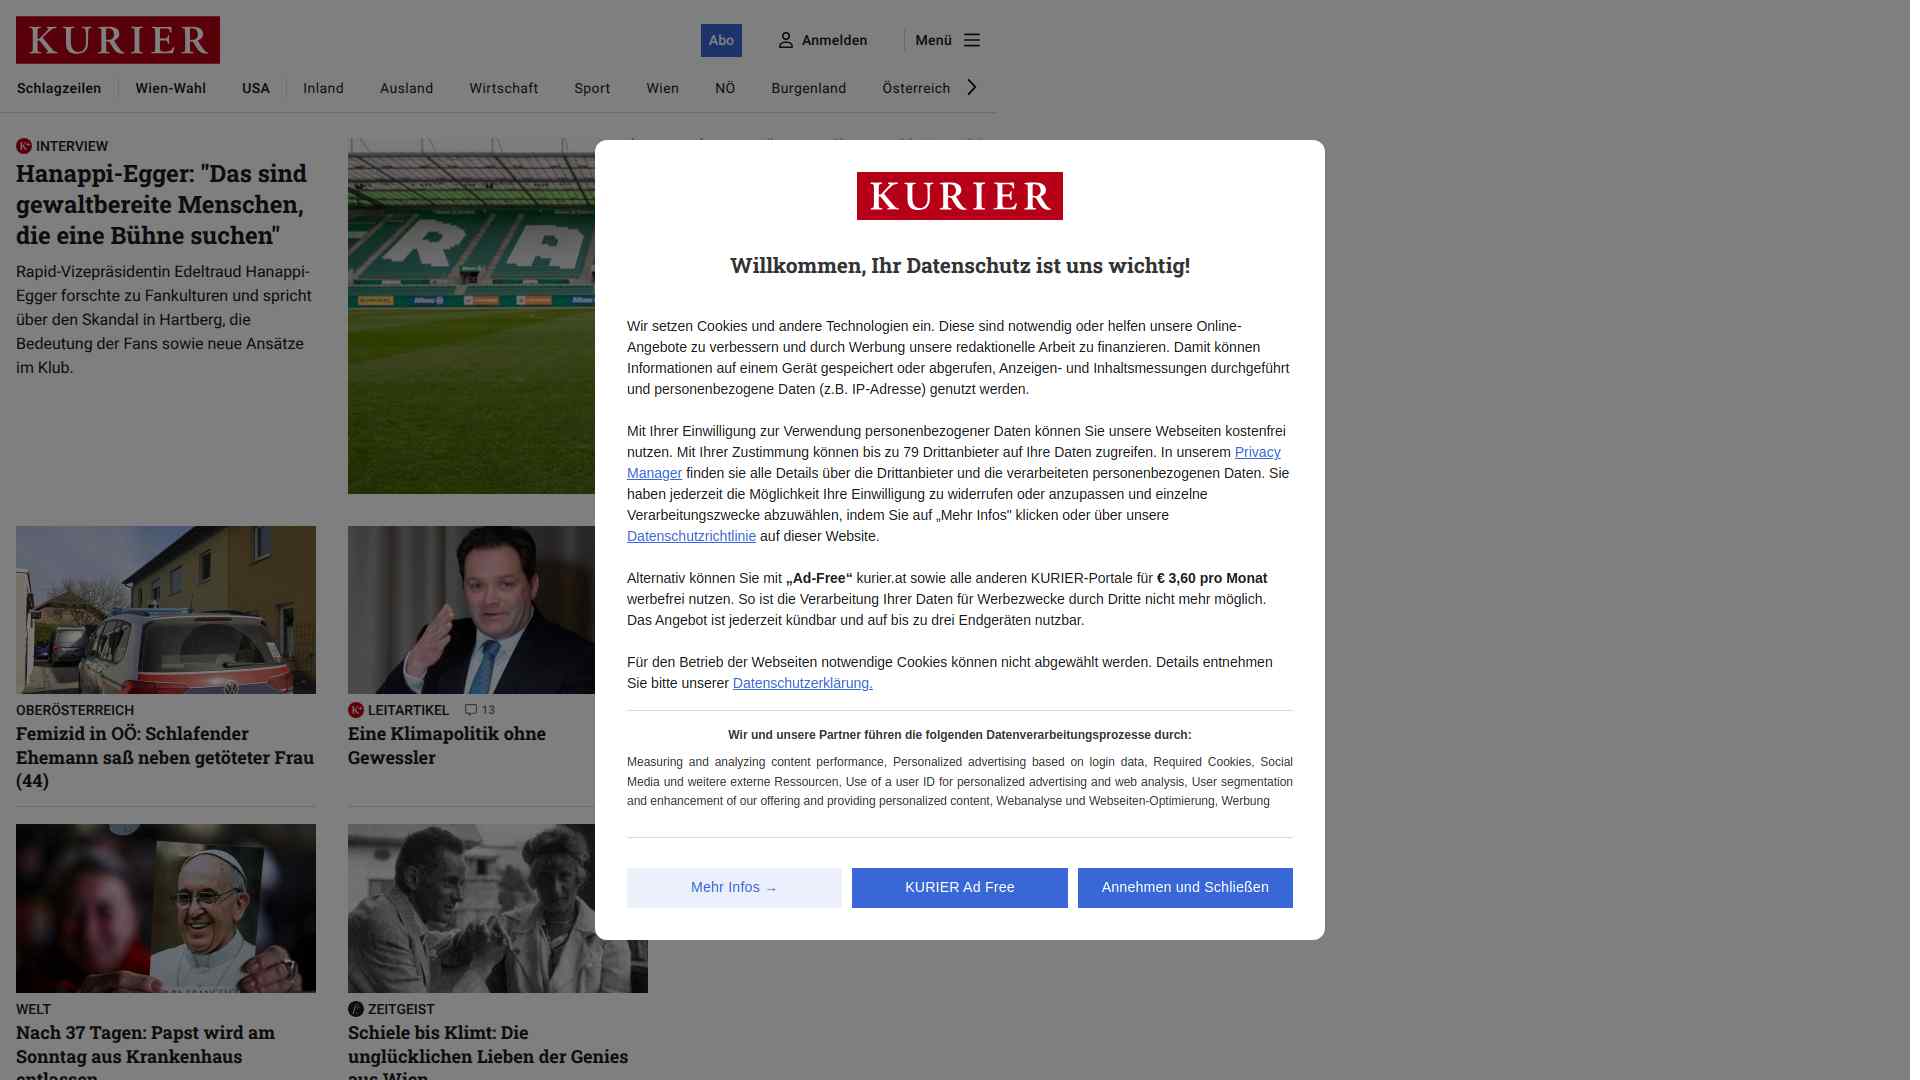 KURIER
Abo
Anmelden
Menü
Schlagzeilen
Wien-Wahl
USA
Inland
Ausland
Wirtschaft
Sport
Wien
NÖ
Burgenland
Österreich
INTERVIEW
Hanappi-Egger: "Das sind
gewaltbereite Menschen,
die eine Bühne suchen"
Rapid-Vizepräsidentin Edeltraud Hanappi-
Egger forschte zu Fankulturen und spricht
über den Skandal in Hartberg, die
Bedeutung der Fans sowie neue Ansätze
im Klub.
RA
OBERÖSTERREICH
Femizid in OÖ: Schlafender
Ehemann saß neben getöteter Frau
(44)
LEITARTIKEL
13
Eine Klimapolitik ohne
Gewessler
WELT
Nach 37 Tagen: Papst wird am
Sonntag aus Krankenhaus
entlassen
ZEITGEIST
Schiele bis Klimt: Die
unglücklichen Lieben der Genies
aus Wien
KURIER
Willkommen, Ihr Datenschutz ist uns wichtig!
Wir setzen Cookies und andere Technologien ein. Diese sind notwendig oder helfen unsere Online-
Angebote zu verbessern und durch Werbung unsere redaktionelle Arbeit zu finanzieren. Damit können
Informationen auf einem Gerät gespeichert oder abgerufen, Anzeigen- und Inhaltsmessungen durchgeführt
und personenbezogene Daten (z.B. IP-Adresse) genutzt werden.
Mit Ihrer Einwilligung zur Verwendung personenbezogener Daten können Sie unsere Webseiten kostenfrei
nutzen. Mit Ihrer Zustimmung können bis zu 79 Drittanbieter auf Ihre Daten zugreifen. In unserem Privacy
Manager finden sie alle Details über die Drittanbieter und die verarbeiteten personenbezogenen Daten. Sie
haben jederzeit die Möglichkeit Ihre Einwilligung zu widerrufen oder anzupassen und einzelne
Verarbeitungszwecke abzuwählen, indem Sie auf „Mehr Infos" klicken oder über unsere
Datenschutzrichtlinie auf dieser Website.
Alternativ können Sie mit „Ad-Free“ kurier.at sowie alle anderen KURIER-Portale für € 3,60 pro Monat
werbefrei nutzen. So ist die Verarbeitung Ihrer Daten für Werbezwecke durch Dritte nicht mehr möglich.
Das Angebot ist jederzeit kündbar und auf bis zu drei Endgeräten nutzbar.
Für den Betrieb der Webseiten notwendige Cookies können nicht abgewählt werden. Details entnehmen
Sie bitte unserer Datenschutzerklärung.
Wir und unsere Partner führen die folgenden Datenverarbeitungsprozesse durch:
Measuring and analyzing content performance, Personalized advertising based on login data, Required Cookies, Social
Media und weitere externe Ressourcen, Use of a user ID for personalized advertising and web analysis, User segmentation
and enhancement of our offering and providing personalized content, Webanalyse und Webseiten-Optimierung, Werbung
Mehr Infos →
KURIER Ad Free
Annehmen und Schließen